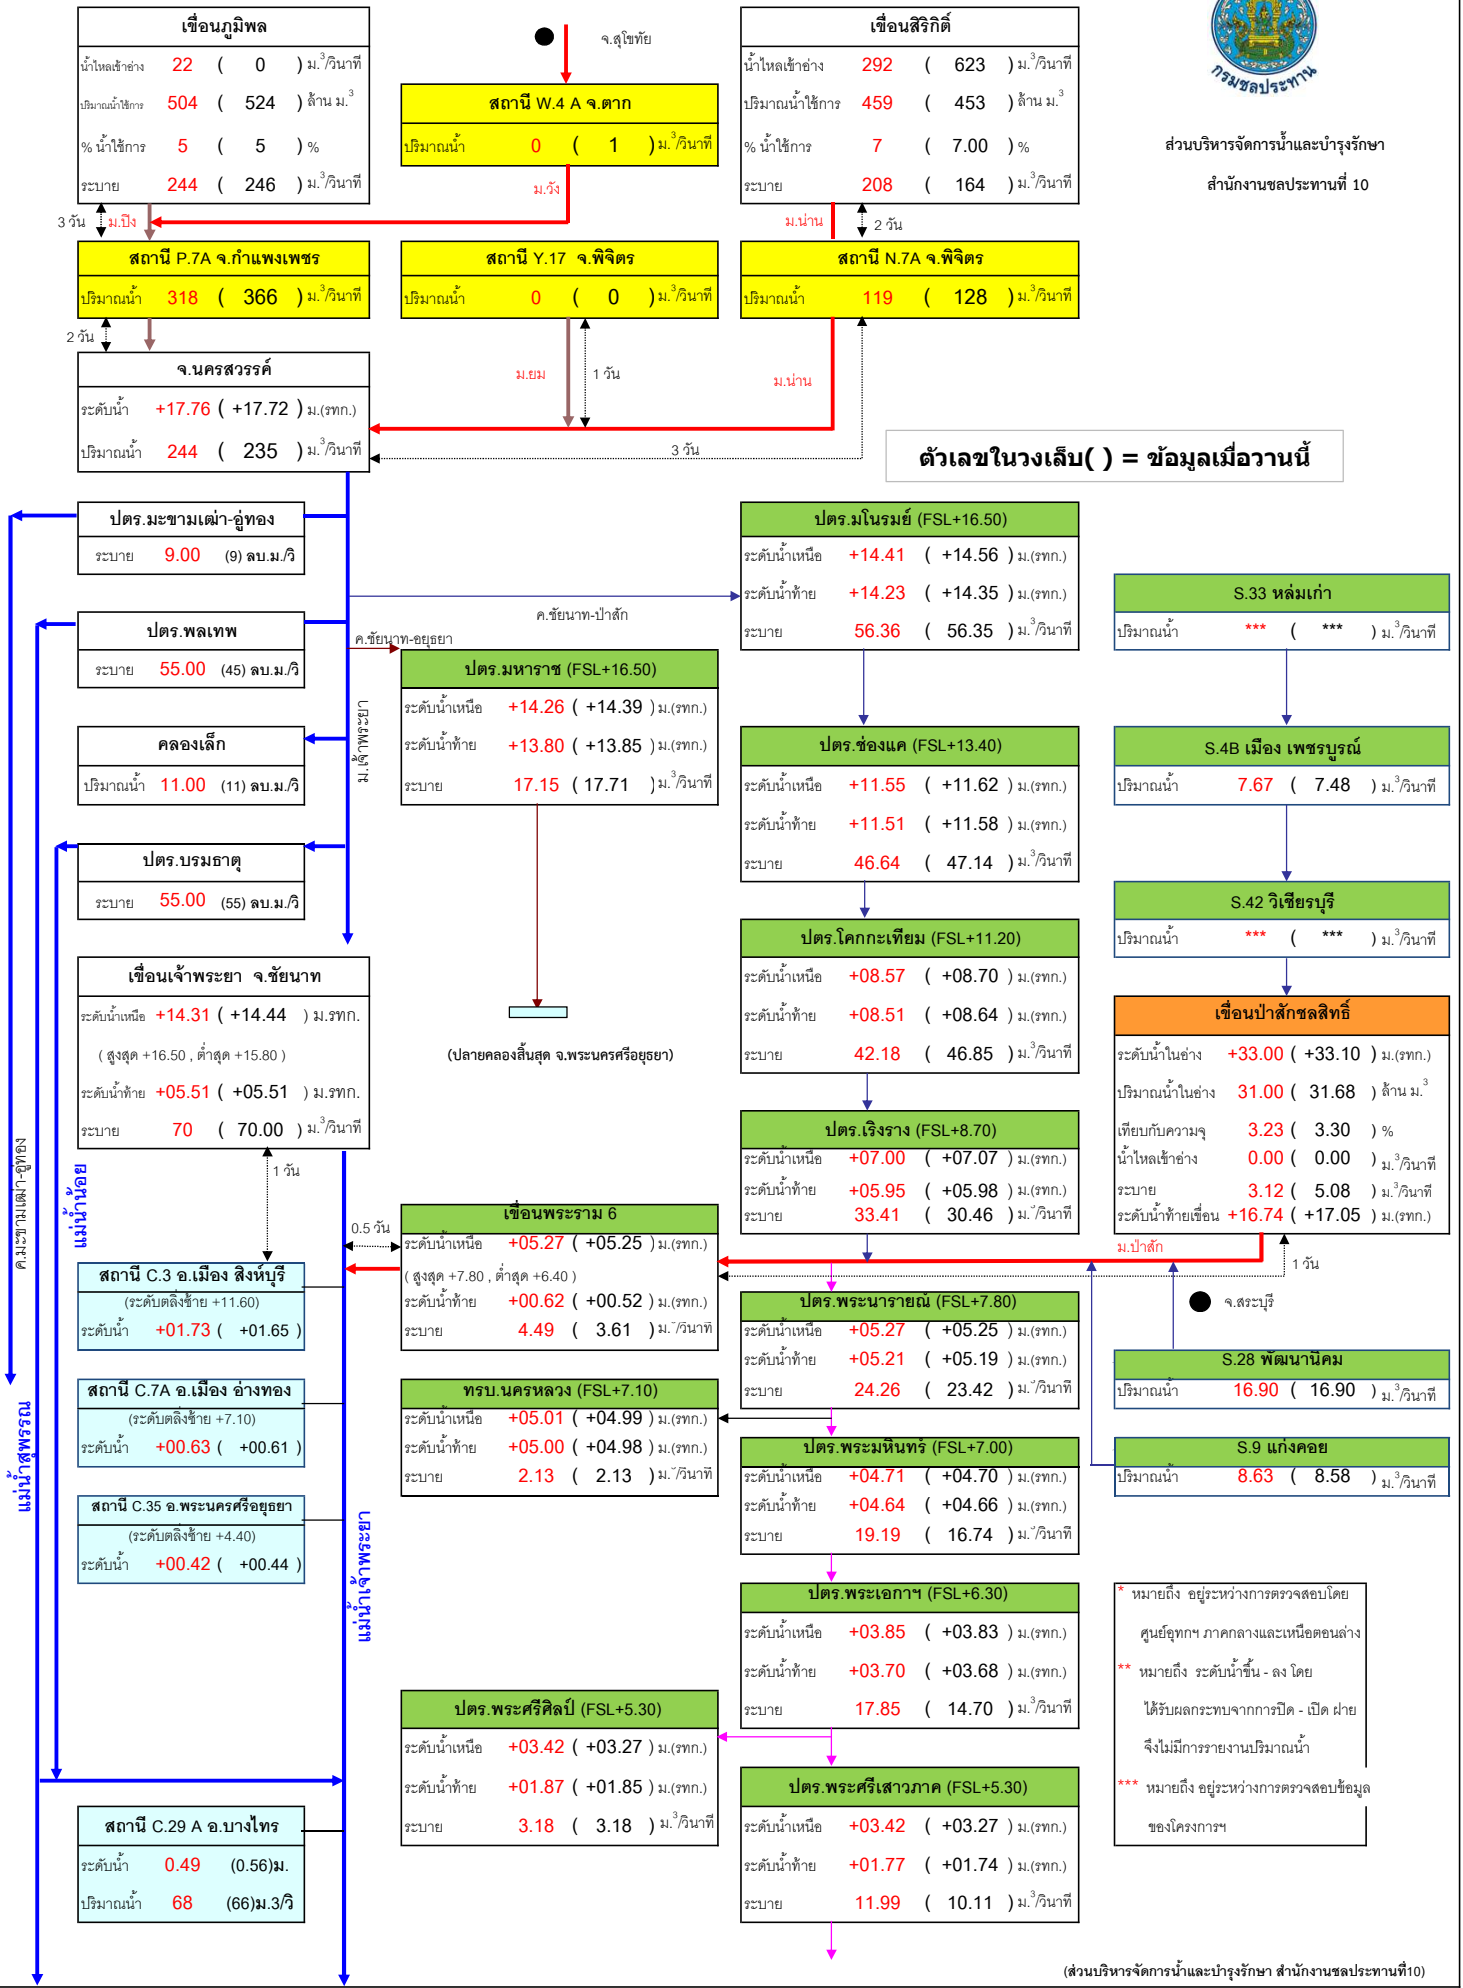 กรมชลประทาน
ส่วนบริหารจัดการน้ำและบำรุงรักษา
สำนักงานชลประทานที่ 10
เขื่อนภูมิพล
น้ำไหลเข้าอ่าง 22 ( 0 ) ม.³/วินาที
ปริมาณน้ำใช้การ 504 ( 524 ) ล้าน ม.³
% น้ำใช้การ 5 ( 5 ) %
ระบาย 244 ( 246 ) ม.³/วินาที
จ.สุโขทัย
สถานี W.4 A จ.ตาก
ปริมาณน้ำ 0 ( 1 ) ม.³/วินาที
ม.วัง
เขื่อนสิริกิติ์
น้ำไหลเข้าอ่าง 292 ( 623 ) ม.³/วินาที
ปริมาณน้ำใช้การ 459 ( 453 ) ล้าน ม.³
% น้ำใช้การ 7 ( 7.00 ) %
ระบาย 208 ( 164 ) ม.³/วินาที
3 วัน ม.ปิง
ม.น่าน 2 วัน
สถานี P.7A จ.กำแพงเพชร
ปริมาณน้ำ 318 ( 366 ) ม.³/วินาที
สถานี Y.17 จ.พิจิตร
ปริมาณน้ำ 0 ( 0 ) ม.³/วินาที
สถานี N.7A จ.พิจิตร
ปริมาณน้ำ 119 ( 128 ) ม.³/วินาที
2 วัน
จ.นครสวรรค์
ระดับน้ำ +17.76 ( +17.72 ) ม.(รทก.)
ปริมาณน้ำ 244 ( 235 ) ม.³/วินาที
ม.ยม 1 วัน
ม.น่าน
3 วัน
ตัวเลขในวงเล็บ( ) = ข้อมูลเมื่อวานนี้
ปตร.มะขามเฒ่า-อู่ทอง
ระบาย 9.00 (9) ลบ.ม./วิ
ปตร.พลเทพ
ระบาย 55.00 (45) ลบ.ม./วิ
คลองเล็ก
ปริมาณน้ำ 11.00 (11) ลบ.ม./วิ
ปตร.บรมธาตุ
ระบาย 55.00 (55) ลบ.ม./วิ
ค.ชัยนาท-ป่าสัก
ค.ชัยนาท-อยุธยา
ม.เจ้าพระยา
ปตร.มหาราช (FSL+16.50)
ระดับน้ำเหนือ +14.26 ( +14.39 ) ม.(รทก.)
ระดับน้ำท้าย +13.80 ( +13.85 ) ม.(รทก.)
ระบาย 17.15 ( 17.71 ) ม.³/วินาที
(ปลายคลองสิ้นสุด จ.พระนครศรีอยุธยา)
ปตร.มโนรมย์ (FSL+16.50)
ระดับน้ำเหนือ +14.41 ( +14.56 ) ม.(รทก.)
ระดับน้ำท้าย +14.23 ( +14.35 ) ม.(รทก.)
ระบาย 56.36 ( 56.35 ) ม.³/วินาที
ปตร.ช่องแค (FSL+13.40)
ระดับน้ำเหนือ +11.55 ( +11.62 ) ม.(รทก.)
ระดับน้ำท้าย +11.51 ( +11.58 ) ม.(รทก.)
ระบาย 46.64 ( 47.14 ) ม.³/วินาที
ปตร.โคกกะเทียม (FSL+11.20)
ระดับน้ำเหนือ +08.57 ( +08.70 ) ม.(รทก.)
ระดับน้ำท้าย +08.51 ( +08.64 ) ม.(รทก.)
ระบาย 42.18 ( 46.85 ) ม.³/วินาที
ปตร.เริงราง (FSL+8.70)
ระดับน้ำเหนือ +07.00 ( +07.07 ) ม.(รทก.)
ระดับน้ำท้าย +05.95 ( +05.98 ) ม.(รทก.)
ระบาย 33.41 ( 30.46 ) ม.³/วินาที
S.33 หล่มเก่า
ปริมาณน้ำ *** ( *** ) ม.³/วินาที
S.4B เมือง เพชรบูรณ์
ปริมาณน้ำ 7.67 ( 7.48 ) ม.³/วินาที
S.42 วิเชียรบุรี
ปริมาณน้ำ *** ( *** ) ม.³/วินาที
เขื่อนป่าสักชลสิทธิ์
ระดับน้ำในอ่าง +33.00 ( +33.10 ) ม.(รทก.)
ปริมาณน้ำในอ่าง 31.00 ( 31.68 ) ล้าน ม.³
เทียบกับความจุ 3.23 ( 3.30 ) %
น้ำไหลเข้าอ่าง 0.00 ( 0.00 ) ม.³/วินาที
ระบาย 3.12 ( 5.08 ) ม.³/วินาที
ระดับน้ำท้ายเขื่อน +16.74 ( +17.05 ) ม.(รทก.)
ม.ป่าสัก
1 วัน
จ.สระบุรี
เขื่อนเจ้าพระยา จ.ชัยนาท
ระดับน้ำเหนือ +14.31 ( +14.44 ) ม.รทก.
( สูงสุด +16.50 , ต่ำสุด +15.80 )
ระดับน้ำท้าย +05.51 ( +05.51 ) ม.รทก.
ระบาย 70 ( 70.00 ) ม.³/วินาที
1 วัน
0.5 วัน
ค.มะขามเฒ่า-อู่ทอง
แม่น้ำน้อย
แม่น้ำสุพรรณ
แม่น้ำเจ้าพระยา
เขื่อนพระราม 6
ระดับน้ำเหนือ +05.27 ( +05.25 ) ม.(รทก.)
( สูงสุด +7.80 , ต่ำสุด +6.40 )
ระดับน้ำท้าย +00.62 ( +00.52 ) ม.(รทก.)
ระบาย 4.49 ( 3.61 ) ม.³/วินาที
สถานี C.3 อ.เมือง สิงห์บุรี
(ระดับตลิ่งซ้าย +11.60)
ระดับน้ำ +01.73 ( +01.65 )
สถานี C.7A อ.เมือง อ่างทอง
(ระดับตลิ่งซ้าย +7.10)
ระดับน้ำ +00.63 ( +00.61 )
สถานี C.35 อ.พระนครศรีอยุธยา
(ระดับตลิ่งซ้าย +4.40)
ระดับน้ำ +00.42 ( +00.44 )
ทรบ.นครหลวง (FSL+7.10)
ระดับน้ำเหนือ +05.01 ( +04.99 ) ม.(รทก.)
ระดับน้ำท้าย +05.00 ( +04.98 ) ม.(รทก.)
ระบาย 2.13 ( 2.13 ) ม.³/วินาที
ปตร.พระนารายณ์ (FSL+7.80)
ระดับน้ำเหนือ +05.27 ( +05.25 ) ม.(รทก.)
ระดับน้ำท้าย +05.21 ( +05.19 ) ม.(รทก.)
ระบาย 24.26 ( 23.42 ) ม.³/วินาที
ปตร.พระมหินทร์ (FSL+7.00)
ระดับน้ำเหนือ +04.71 ( +04.70 ) ม.(รทก.)
ระดับน้ำท้าย +04.64 ( +04.66 ) ม.(รทก.)
ระบาย 19.19 ( 16.74 ) ม.³/วินาที
S.28 พัฒนานิคม
ปริมาณน้ำ 16.90 ( 16.90 ) ม.³/วินาที
S.9 แก่งคอย
ปริมาณน้ำ 8.63 ( 8.58 ) ม.³/วินาที
ปตร.พระเอกาฯ (FSL+6.30)
ระดับน้ำเหนือ +03.85 ( +03.83 ) ม.(รทก.)
ระดับน้ำท้าย +03.70 ( +03.68 ) ม.(รทก.)
ระบาย 17.85 ( 14.70 ) ม.³/วินาที
ปตร.พระศรีศิลป์ (FSL+5.30)
ระดับน้ำเหนือ +03.42 ( +03.27 ) ม.(รทก.)
ระดับน้ำท้าย +01.87 ( +01.85 ) ม.(รทก.)
ระบาย 3.18 ( 3.18 ) ม.³/วินาที
ปตร.พระศรีเสาวภาค (FSL+5.30)
ระดับน้ำเหนือ +03.42 ( +03.27 ) ม.(รทก.)
ระดับน้ำท้าย +01.77 ( +01.74 ) ม.(รทก.)
ระบาย 11.99 ( 10.11 ) ม.³/วินาที
* หมายถึง อยู่ระหว่างการตรวจสอบโดย
ศูนย์อุทกฯ ภาคกลางและเหนือตอนล่าง
** หมายถึง ระดับน้ำขึ้น - ลง โดย
ได้รับผลกระทบจากการปิด - เปิด ฝาย
จึงไม่มีการรายงานปริมาณน้ำ
*** หมายถึง อยู่ระหว่างการตรวจสอบข้อมูล
ของโครงการฯ
สถานี C.29 A อ.บางไทร
ระดับน้ำ 0.49 (0.56)ม.
ปริมาณน้ำ 68 (66)ม.3/วิ
(ส่วนบริหารจัดการน้ำและบำรุงรักษา สำนักงานชลประทานที่10)